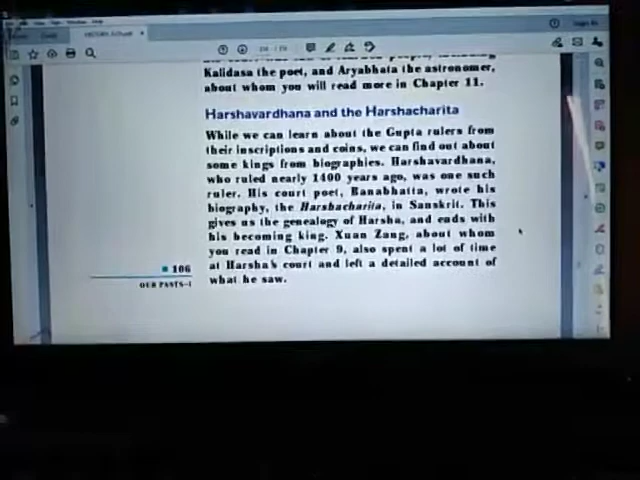 Kalidasa the poet, and Aryabhata the astronomer,
about whom you will read more in Chapter 11.
Harshavardhana and the Harshacharita
While we can learn about the Gupta rulers from
their inscriptions and coins, we can find out about
some kings from biographies. Harshavardhana,
who ruled nearly 1400 years ago, was one such
ruler. His court poet, Banabhatta, wrote his
biography, the Harshacharita, in Sanskrit. This
gives us the genealogy of Harsha, and ends with
his becoming king. Xuan Zang, about whom
you read in Chapter 9, also spent a lot of time
at Harsha's court and left a detailed account of
what he saw.
106
OUR PASTS–I